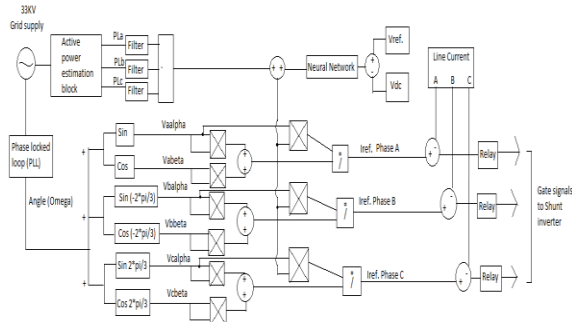 33KV
Grid supply
Active
power
estimation
block
PLa
PLb
PLc
Filter
Filter
Filter
+ +
Neural Network
+
-
Vref.
Vdc
Line Current
A B C
Phase locked
loop (PLL)
Angle (Omega)
+
+
+
Sin
Cos
Vaalpha
Vabeta
+
+
*
/
Iref. Phase A
+ -
Relay
Sin (-2*pi/3)
Cos (-2*pi/3)
Vbalpha
Vbbeta
+
+
*
/
Iref. Phase B
+ -
Relay
Sin 2*pi/3
Cos 2*pi/3
Vcalpha
Vcbeta
+
+
*
/
Iref. Phase C
+ -
Relay
Gate signals
to Shunt
inverter